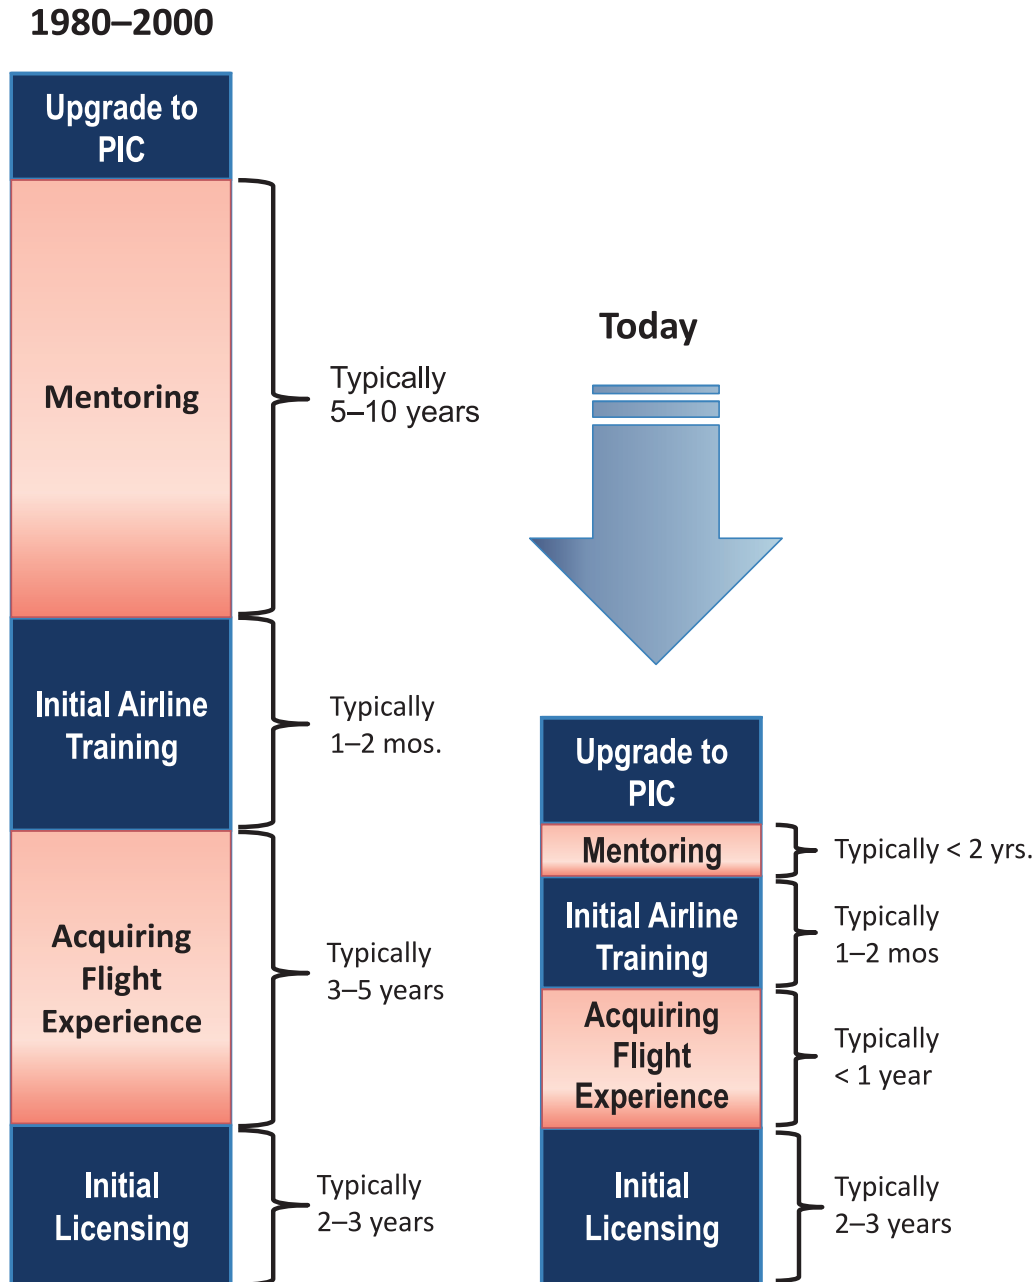 1980–2000
Upgrade to
PIC
Mentoring
Typically
5–10 years
Initial Airline
Training
Typically
1–2 mos.
Acquiring
Flight
Experience
Typically
3–5 years
Initial
Licensing
Typically
2–3 years
Today
Upgrade to
PIC
Mentoring
Typically < 2 yrs.
Initial Airline
Training
Typically
1–2 mos
Acquiring
Flight
Experience
Typically
< 1 year
Initial
Licensing
Typically
2–3 years